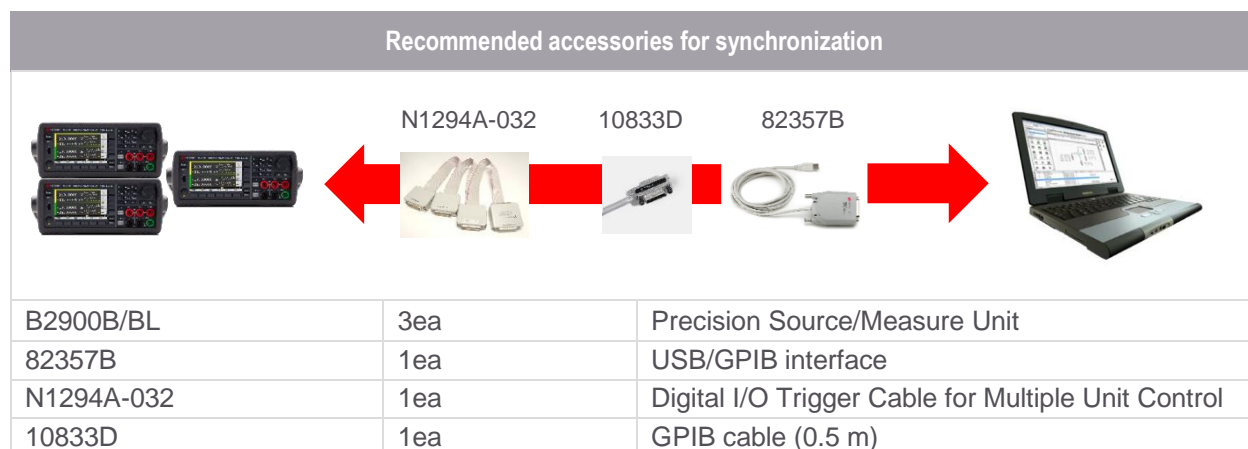 Recommended accessories for synchronization
N1294A-032 10833D 82357B
B2900B/BL 3ea Precision Source/Measure Unit
82357B 1ea USB/GPIB interface
N1294A-032 1ea Digital I/O Trigger Cable for Multiple Unit Control
10833D 1ea GPIB cable (0.5 m)